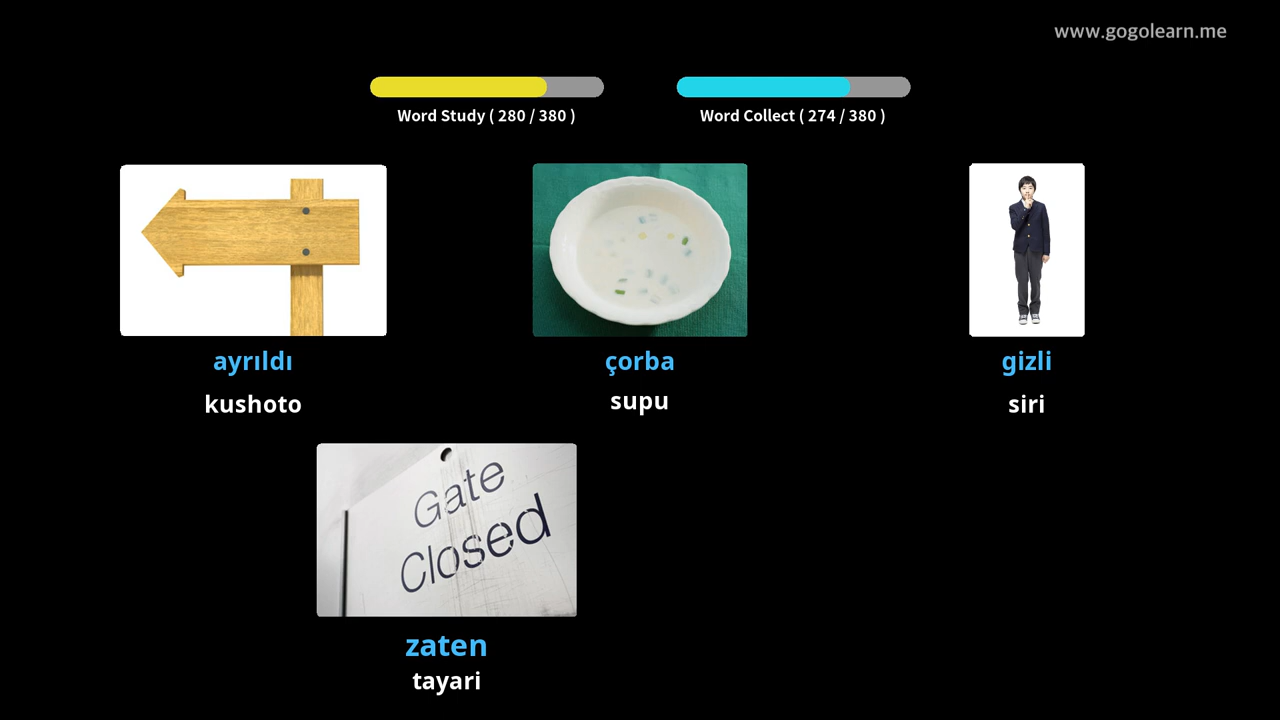 www.gogolearn.me
Word Study ( 280 / 380 )
Word Collect ( 274 / 380 )
ayrıldı
kushoto
çorba
supu
gizli
siri
Gate
Closed
zaten
tayari